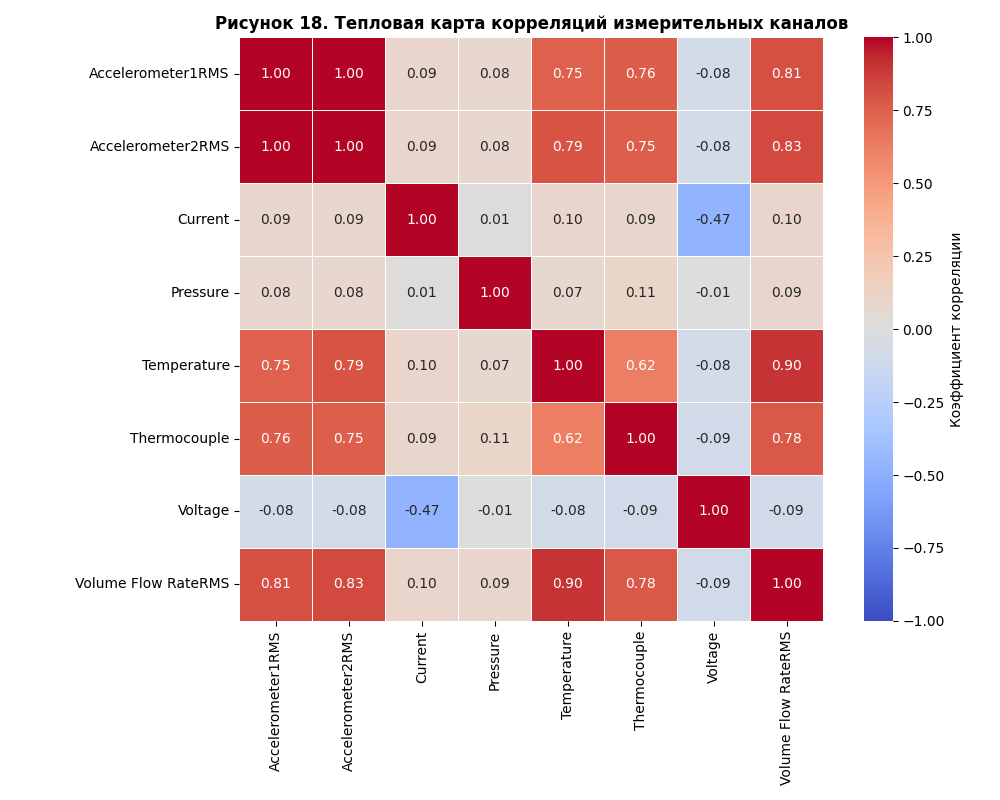 Рисунок 18. Тепловая карта корреляций измерительных каналов
Accelerometer1RMS 1.00 1.00 0.09 0.08 0.75 0.76 -0.08 0.81
Accelerometer2RMS 1.00 1.00 0.09 0.08 0.79 0.75 -0.08 0.83
Current 0.09 0.09 1.00 0.01 0.10 0.09 -0.47 0.10
Pressure 0.08 0.08 0.01 1.00 0.07 0.11 -0.01 0.09
Temperature 0.75 0.79 0.10 0.07 1.00 0.62 -0.08 0.90
Thermocouple 0.76 0.75 0.09 0.11 0.62 1.00 -0.09 0.78
Voltage -0.08 -0.08 -0.47 -0.01 -0.08 -0.09 1.00 -0.09
Volume Flow RateRMS 0.81 0.83 0.10 0.09 0.90 0.78 -0.09 1.00
Accelerometer1RMS
Accelerometer2RMS
Current
Pressure
Temperature
Thermocouple
Voltage
Volume Flow RateRMS
1.00
0.75
0.50
0.25
0.00
−0.25
−0.50
−0.75
−1.00
Коэффициент корреляции